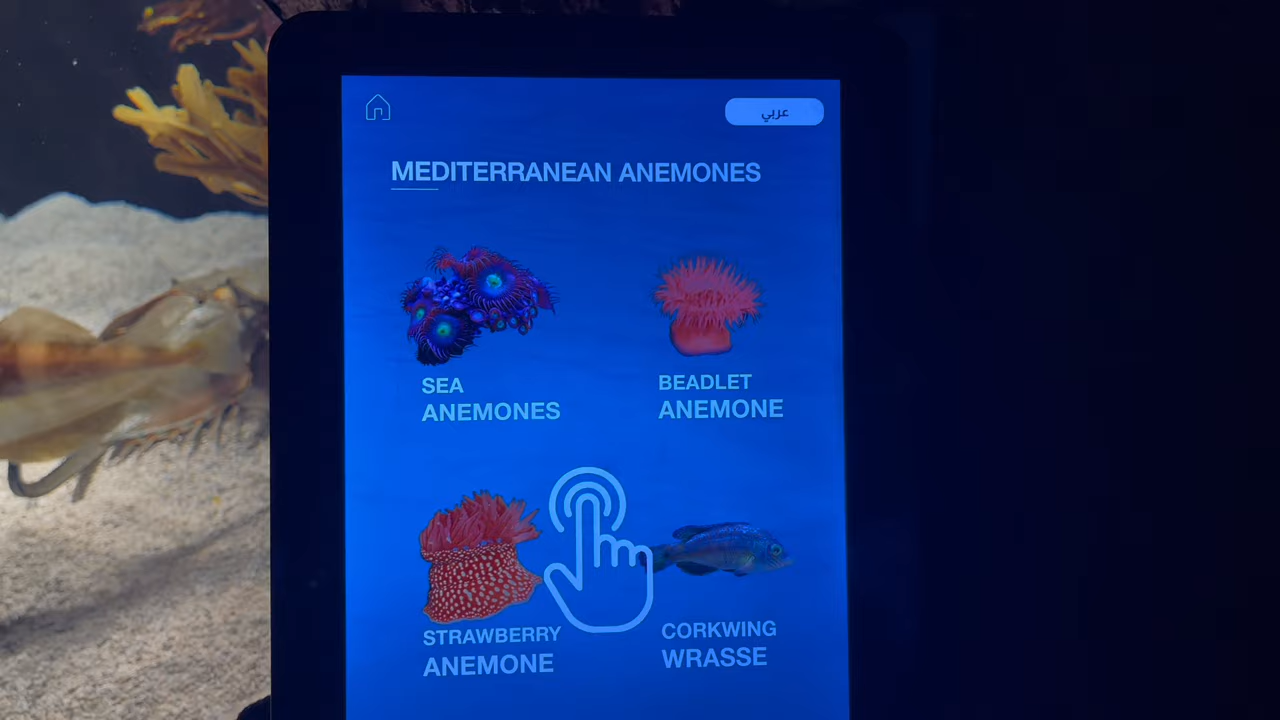 عربي
MEDITERRANEAN ANEMONES
SEA
ANEMONES
BEADLET
ANEMONE
STRAWBERRY
ANEMONE
CORKWING
WRASSE